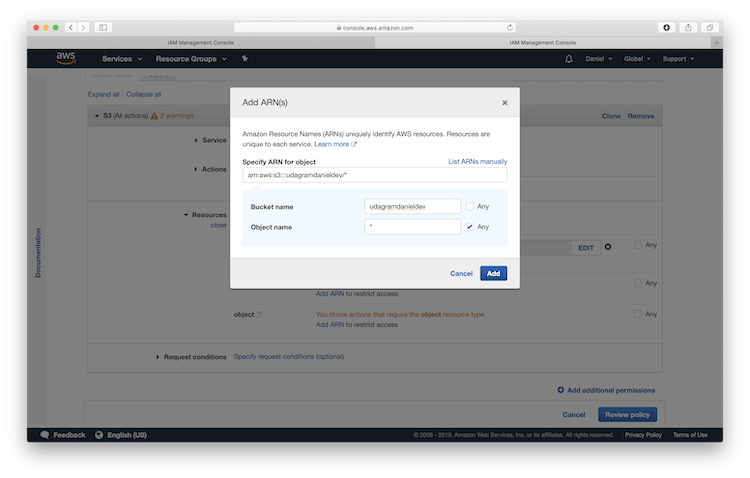 console.aws.amazon.com
IAM Management Console
IAM Management Console
aws
Services
Resource Groups
Daniel
Global
Support
Expand all | Collapse all
S3 (All actions) 2 warnings
Clone | Remove
Service
Actions
Resources
close
Documentation
Add ARN(s)
Amazon Resource Names (ARNs) uniquely identify AWS resources. Resources are
unique to each service. Learn more
Specify ARN for object
List ARNs manually
arn:aws:s3:::udagramdanieldev/*
Bucket name
udagramdanieldev
Any
Object name
*
Any
Cancel
Add
EDIT
Any
Any
Add ARN to restrict access
object
You chose actions that require the object resource type.
Any
Add ARN to restrict access
Request conditions
Specify request conditions (optional)
Add additional permissions
Cancel
Review policy
Feedback
English (US)
© 2008 - 2019, Amazon Web Services, Inc. or its affiliates. All rights reserved.
Privacy Policy
Terms of Use